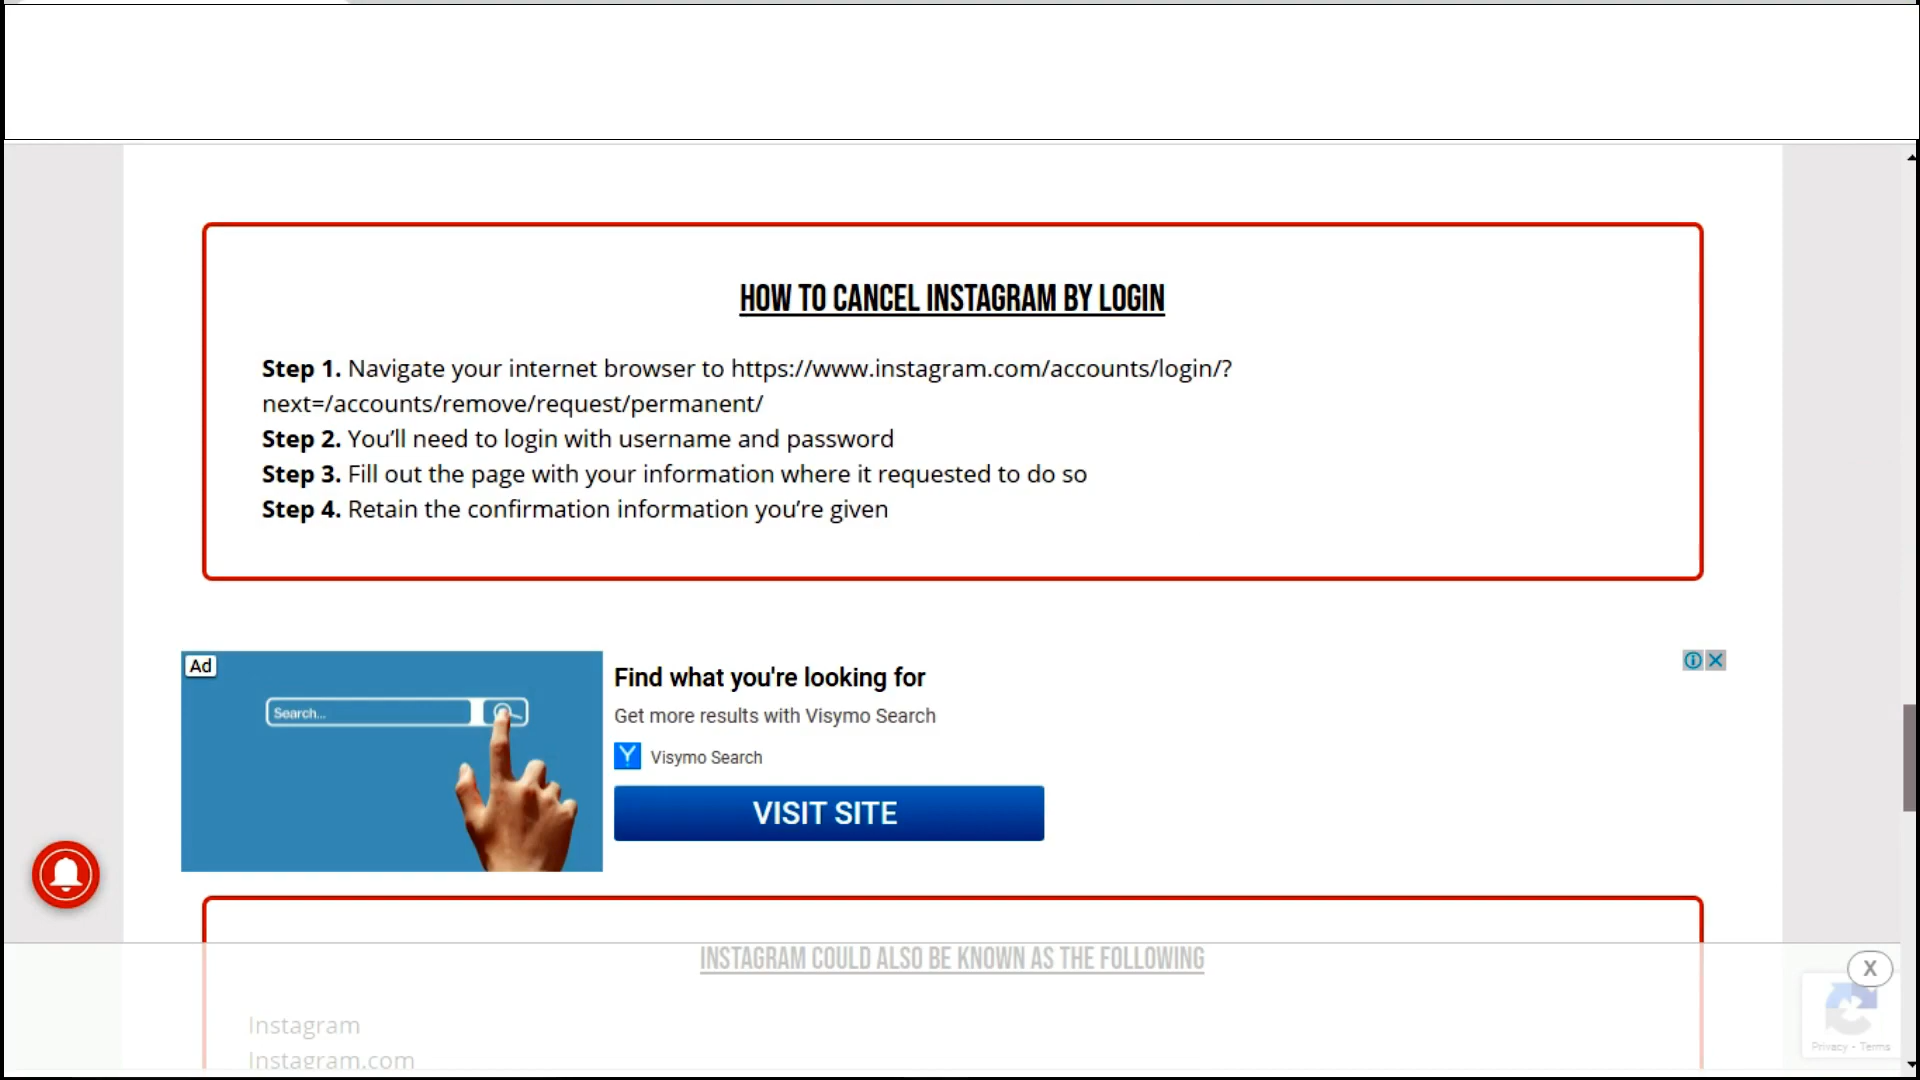 HOW TO CANCEL INSTAGRAM BY LOGIN
Step 1. Navigate your internet browser to https://www.instagram.com/accounts/login/?
next=/accounts/remove/request/permanent/
Step 2. You’ll need to login with username and password
Step 3. Fill out the page with your information where it requested to do so
Step 4. Retain the confirmation information you’re given
Ad
Search...
Find what you're looking for
Get more results with Visymo Search
Visymo Search
VISIT SITE
INSTAGRAM COULD ALSO BE KNOWN AS THE FOLLOWING
X
Instagram
Privacy - Terms
Instagram.com